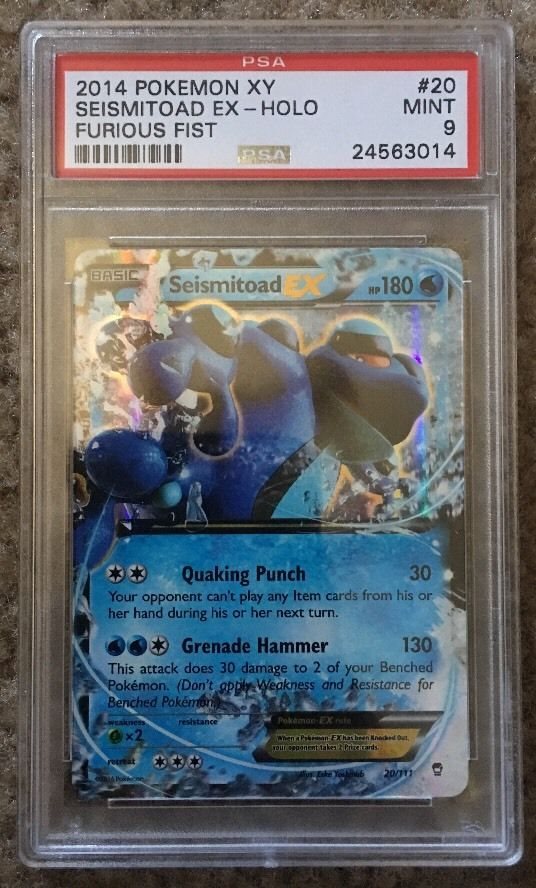 PSA
2014 POKEMON XY #20
SEISMITOAD EX-HOLO MINT
FURIOUS FIST 9
PSA 24563014
BASIC Seismitoad EX HP180
Quaking Punch 30
Your opponent can't play any Item cards from his or
her hand during his or her next turn.
Grenade Hammer 130
This attack does 30 damage to 2 of your Benched
Pokémon. (Don't apply Weakness and Resistance for
Benched Pokémon.)
weakness resistance Pokémon-EX rule
×2 When a Pokémon-EX has been Knocked Out,
your opponent takes 2 Prize cards.
retreat
Illus. Eske Yoshinob 20/111